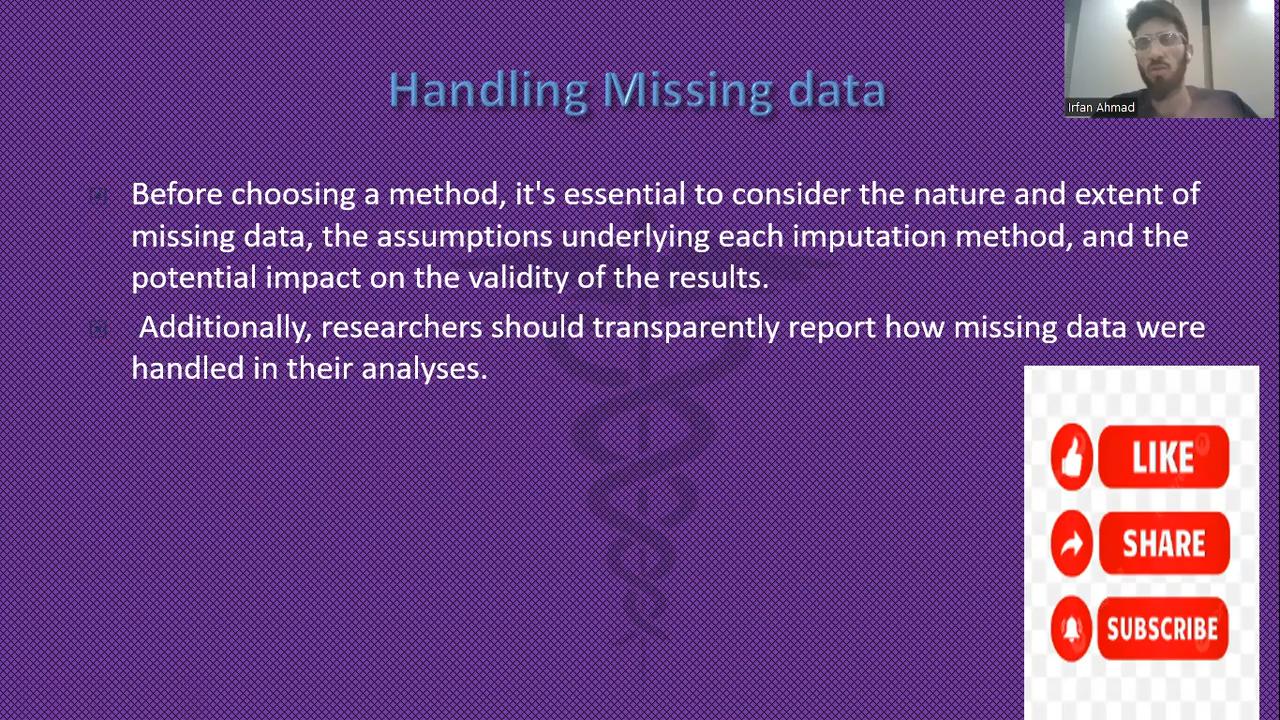 Handling Missing data
Irfan Ahmad
Before choosing a method, it's essential to consider the nature and extent of
missing data, the assumptions underlying each imputation method, and the
potential impact on the validity of the results.
Additionally, researchers should transparently report how missing data were
handled in their analyses.
LIKE
SHARE
SUBSCRIBE